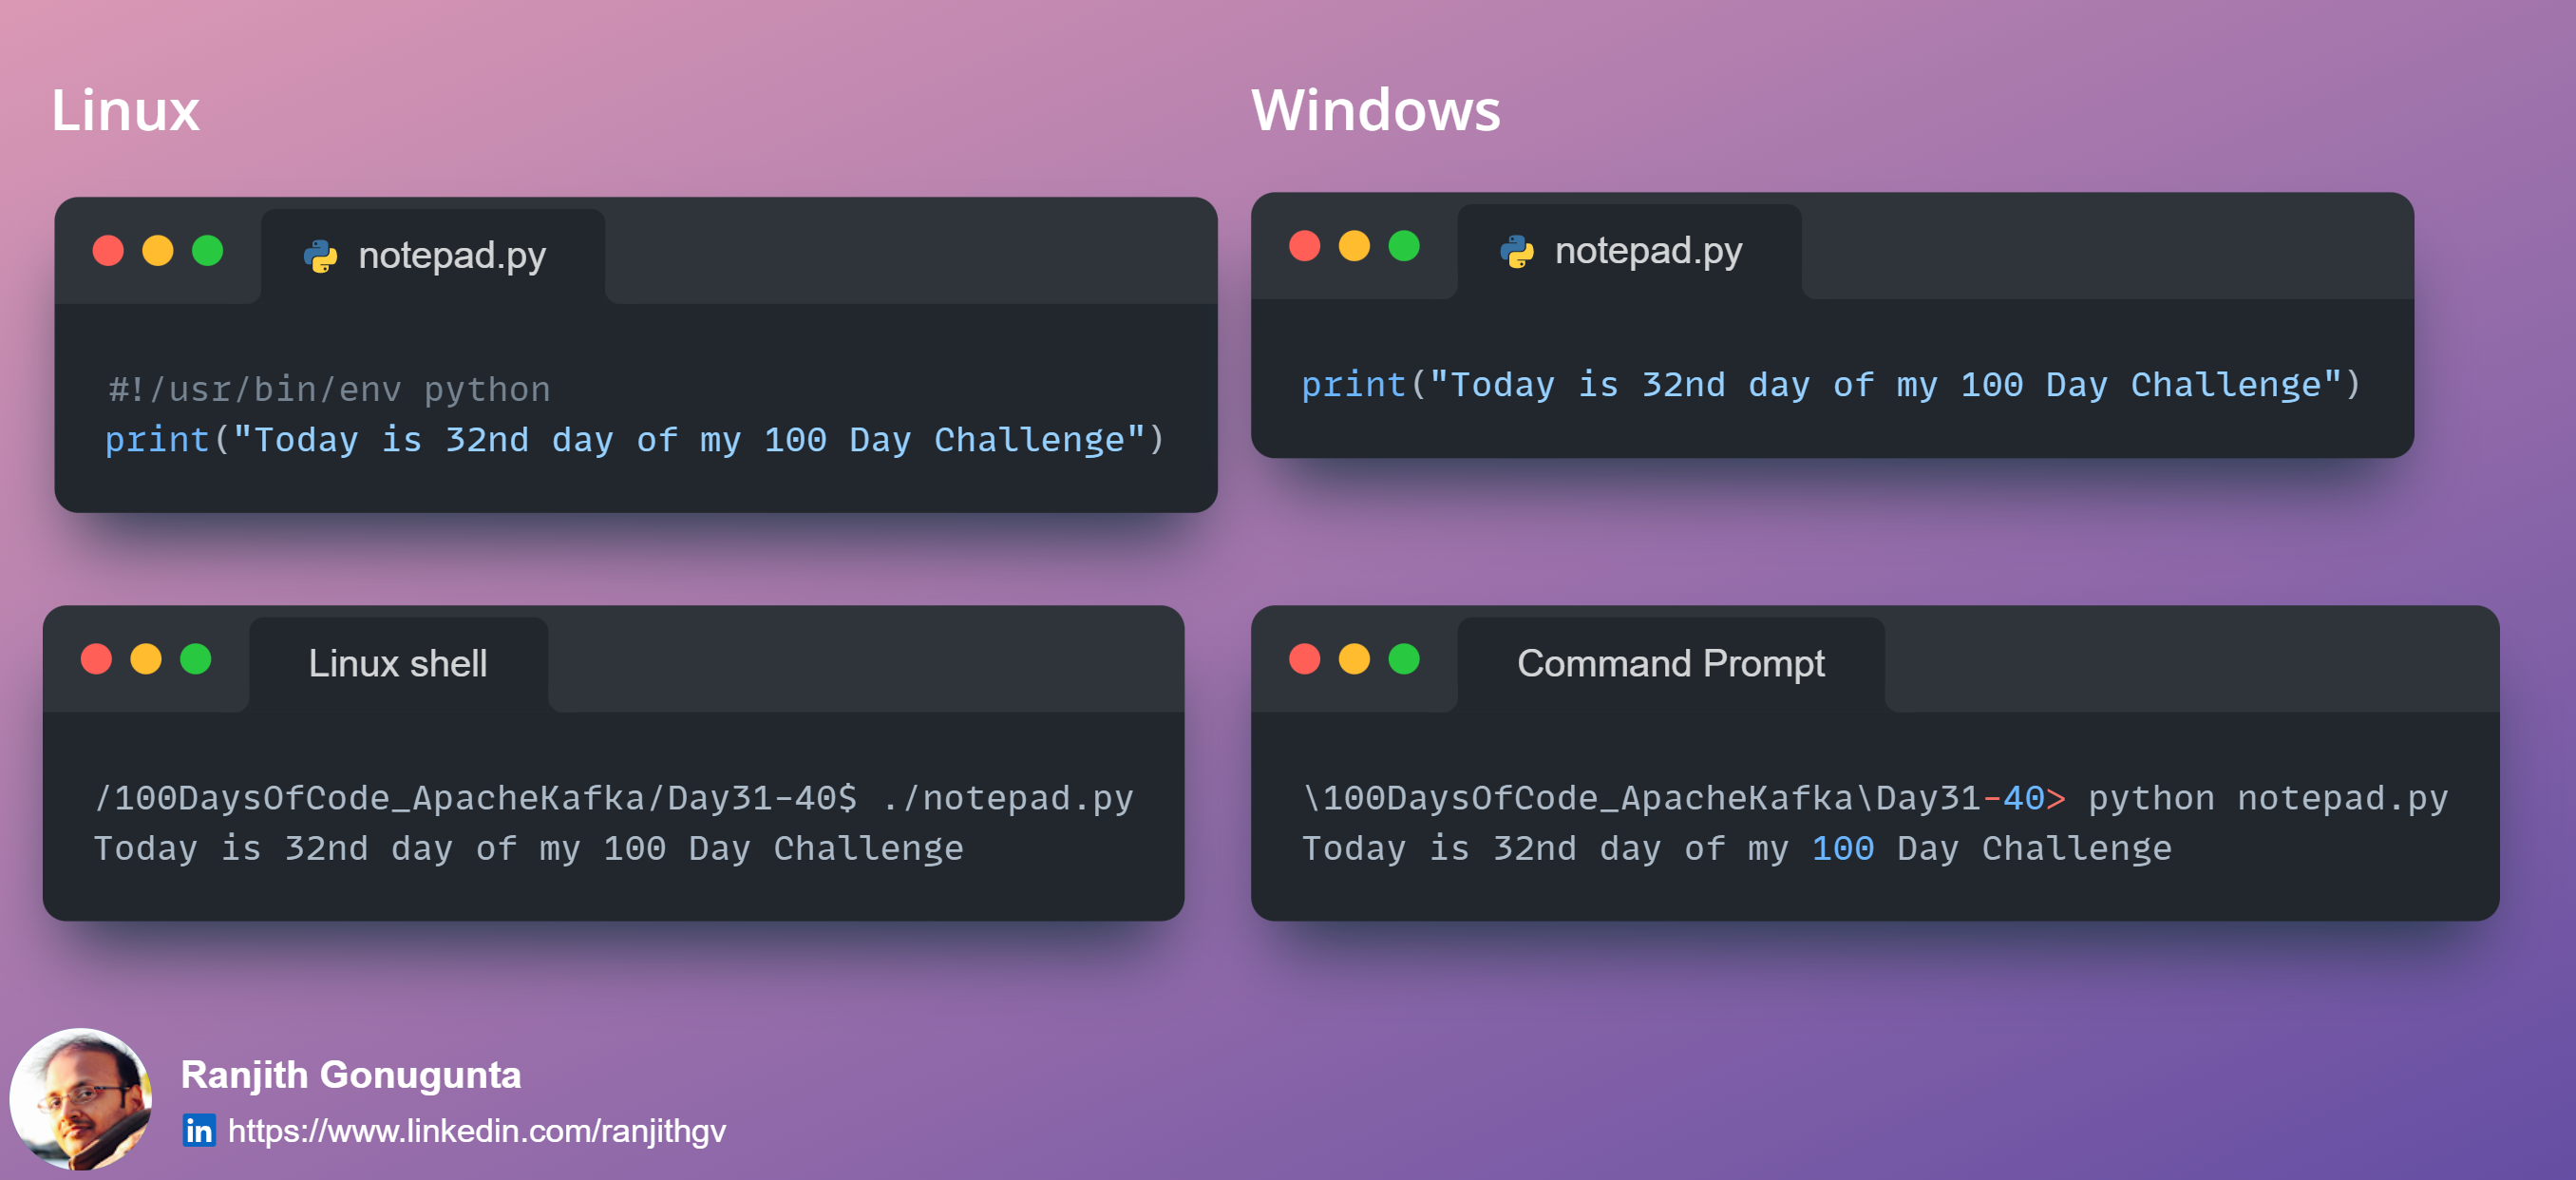 Linux
notepad.py
#!/usr/bin/env python
print("Today is 32nd day of my 100 Day Challenge")
Linux shell
/100DaysOfCode_ApacheKafka/Day31-40$ ./notepad.py
Today is 32nd day of my 100 Day Challenge
Windows
notepad.py
print("Today is 32nd day of my 100 Day Challenge")
Command Prompt
\100DaysOfCode_ApacheKafka\Day31-40> python notepad.py
Today is 32nd day of my 100 Day Challenge
Ranjith Gonugunta
in https://www.linkedin.com/ranjithgv